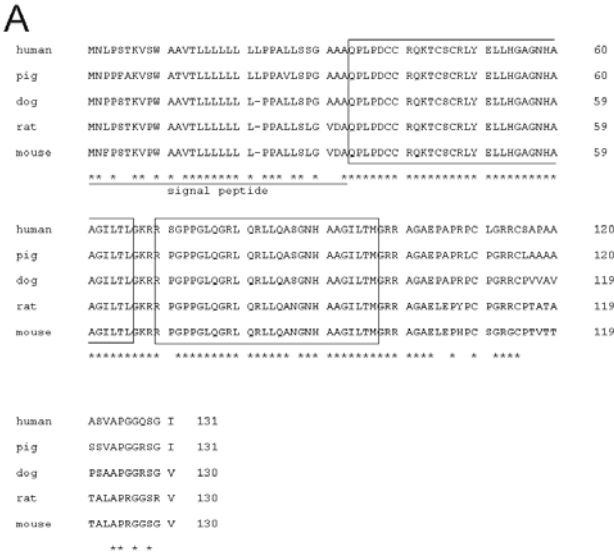 A
human MNLPSTKVSW AAVTLLLLLL LLPPALLSSG AAAQPLPDCC RQKTCSCRLY ELLHGAGNHA 60
pig MNPPFAKVSW ATVTLLLLLL LLPPAVLSPG AAAQPLPDCC RQKTCSCRLY ELLHGAGNHA 60
dog MNPPSTKVPW AAVTLLLLLL L-PPALLSPG AAAQPLPDCC RQKTCSCRLY ELLHGAGNHA 59
rat MNLPSTKVPW AAVTLLLLLL L-PPALLSLG VDAQPLPDCC RQKTCSCRLY ELLHGAGNHA 59
mouse MNFPSTKVPW AAVTLLLLLL L-PPALLSLG VDAQPLPDCC RQKTCSCRLY ELLHGAGNHA 59
** * ** * * ******** * *** ** * ******* ********** **********
signal peptide
human AGILTLGKRR SGPPGLQGRL QRLLQASGNH AAGILTMGRR AGAEPAPRPC LGRRCSAPAA 120
pig AGILTLGKRR PGPPGLQGRL QRLLQASGNH AAGILTMGRR AGAEPAPRLC PGRRCLAAAA 120
dog AGILTLGKRR PGPPGLQGRL QRLLQASGNH AAGILTMGRR AGAEPAPRPC PGRRCPVVAV 119
rat AGILTLGKRR PGPPGLQGRL QRLLQANGNH AAGILTMGRR AGAELEPYPC PGRRCPTATA 119
mouse AGILTLGKRR PGPPGLQGRL QRLLQANGNH AAGILTMGRR AGAELEPHPC SGRGCPTVTT 119
********** ********* ****** *** ********** **** * * ****
human ASVAPGGQSG I 131
pig SSVAPGGRSG I 131
dog PSAAPGGRSG V 130
rat TALAPRGGSR V 130
mouse TALAPRGGSG V 130
** * *